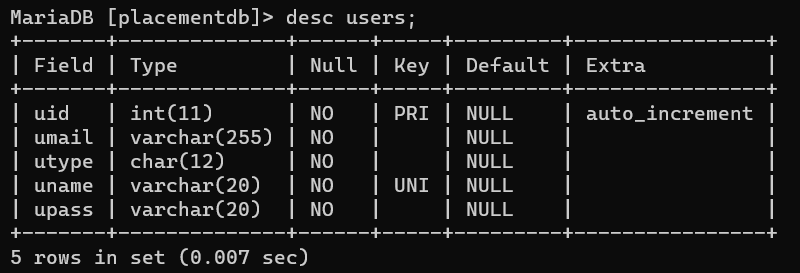 MariaDB [placementdb]> desc users;
+-------+--------------+------+-----+---------+----------------+
| Field | Type         | Null | Key | Default | Extra          |
+-------+--------------+------+-----+---------+----------------+
| uid   | int(11)      | NO   | PRI | NULL    | auto_increment |
| umail | varchar(255) | NO   |     | NULL    |                |
| utype | char(12)     | NO   |     | NULL    |                |
| uname | varchar(20)  | NO   | UNI | NULL    |                |
| upass | varchar(20)  | NO   |     | NULL    |                |
+-------+--------------+------+-----+---------+----------------+
5 rows in set (0.007 sec)